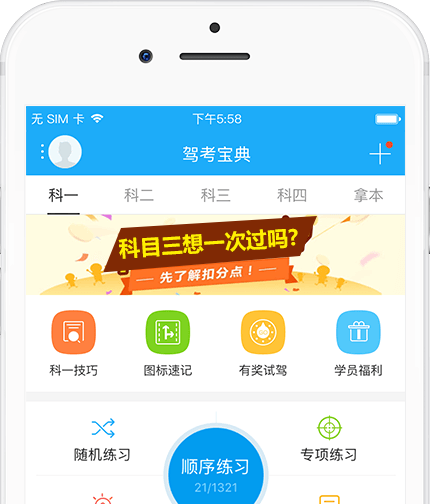 无 SIM 卡
下午5:58
驾考宝典
科一 科二 科三 科四 拿本
科目三想一次过吗?
先了解扣分点！
科一技巧 图标速记 有奖试驾 学员福利
随机练习 顺序练习 专项练习
21/1321